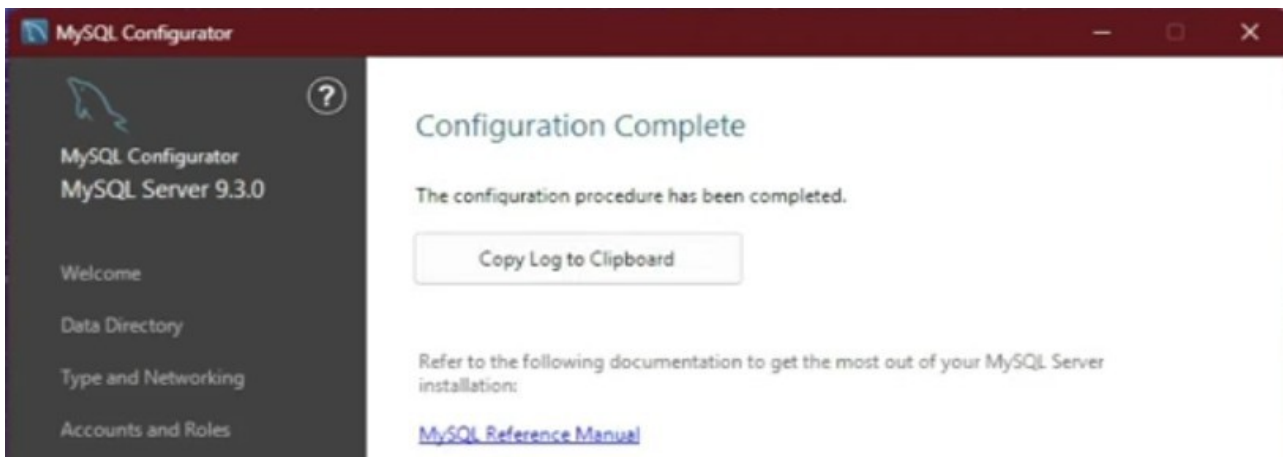 MySQL Configurator
?
MySQL Configurator
MySQL Server 9.3.0
Welcome
Data Directory
Type and Networking
Accounts and Roles
Configuration Complete
The configuration procedure has been completed.
Copy Log to Clipboard
Refer to the following documentation to get the most out of your MySQL Server
installation:
MySQL Reference Manual